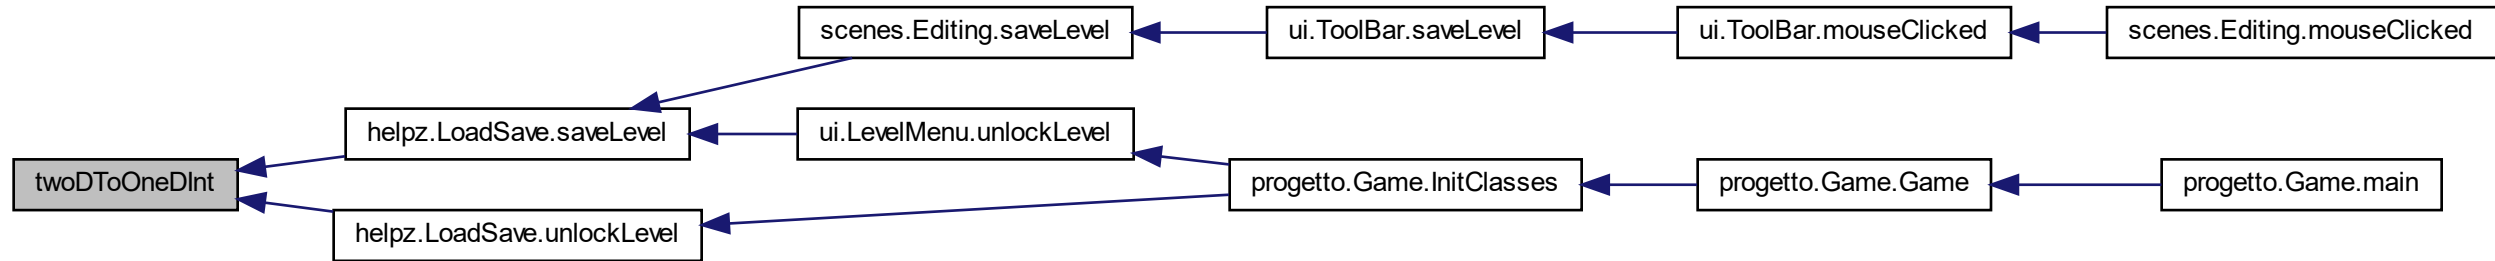 scenes.Editing.saveLevel
ui.ToolBar.saveLevel
ui.ToolBar.mouseClicked
scenes.Editing.mouseClicked
helpz.LoadSave.saveLevel
ui.LevelMenu.unlockLevel
twoDToOneDInt
progetto.Game.InitClasses
progetto.Game.Game
progetto.Game.main
helpz.LoadSave.unlockLevel